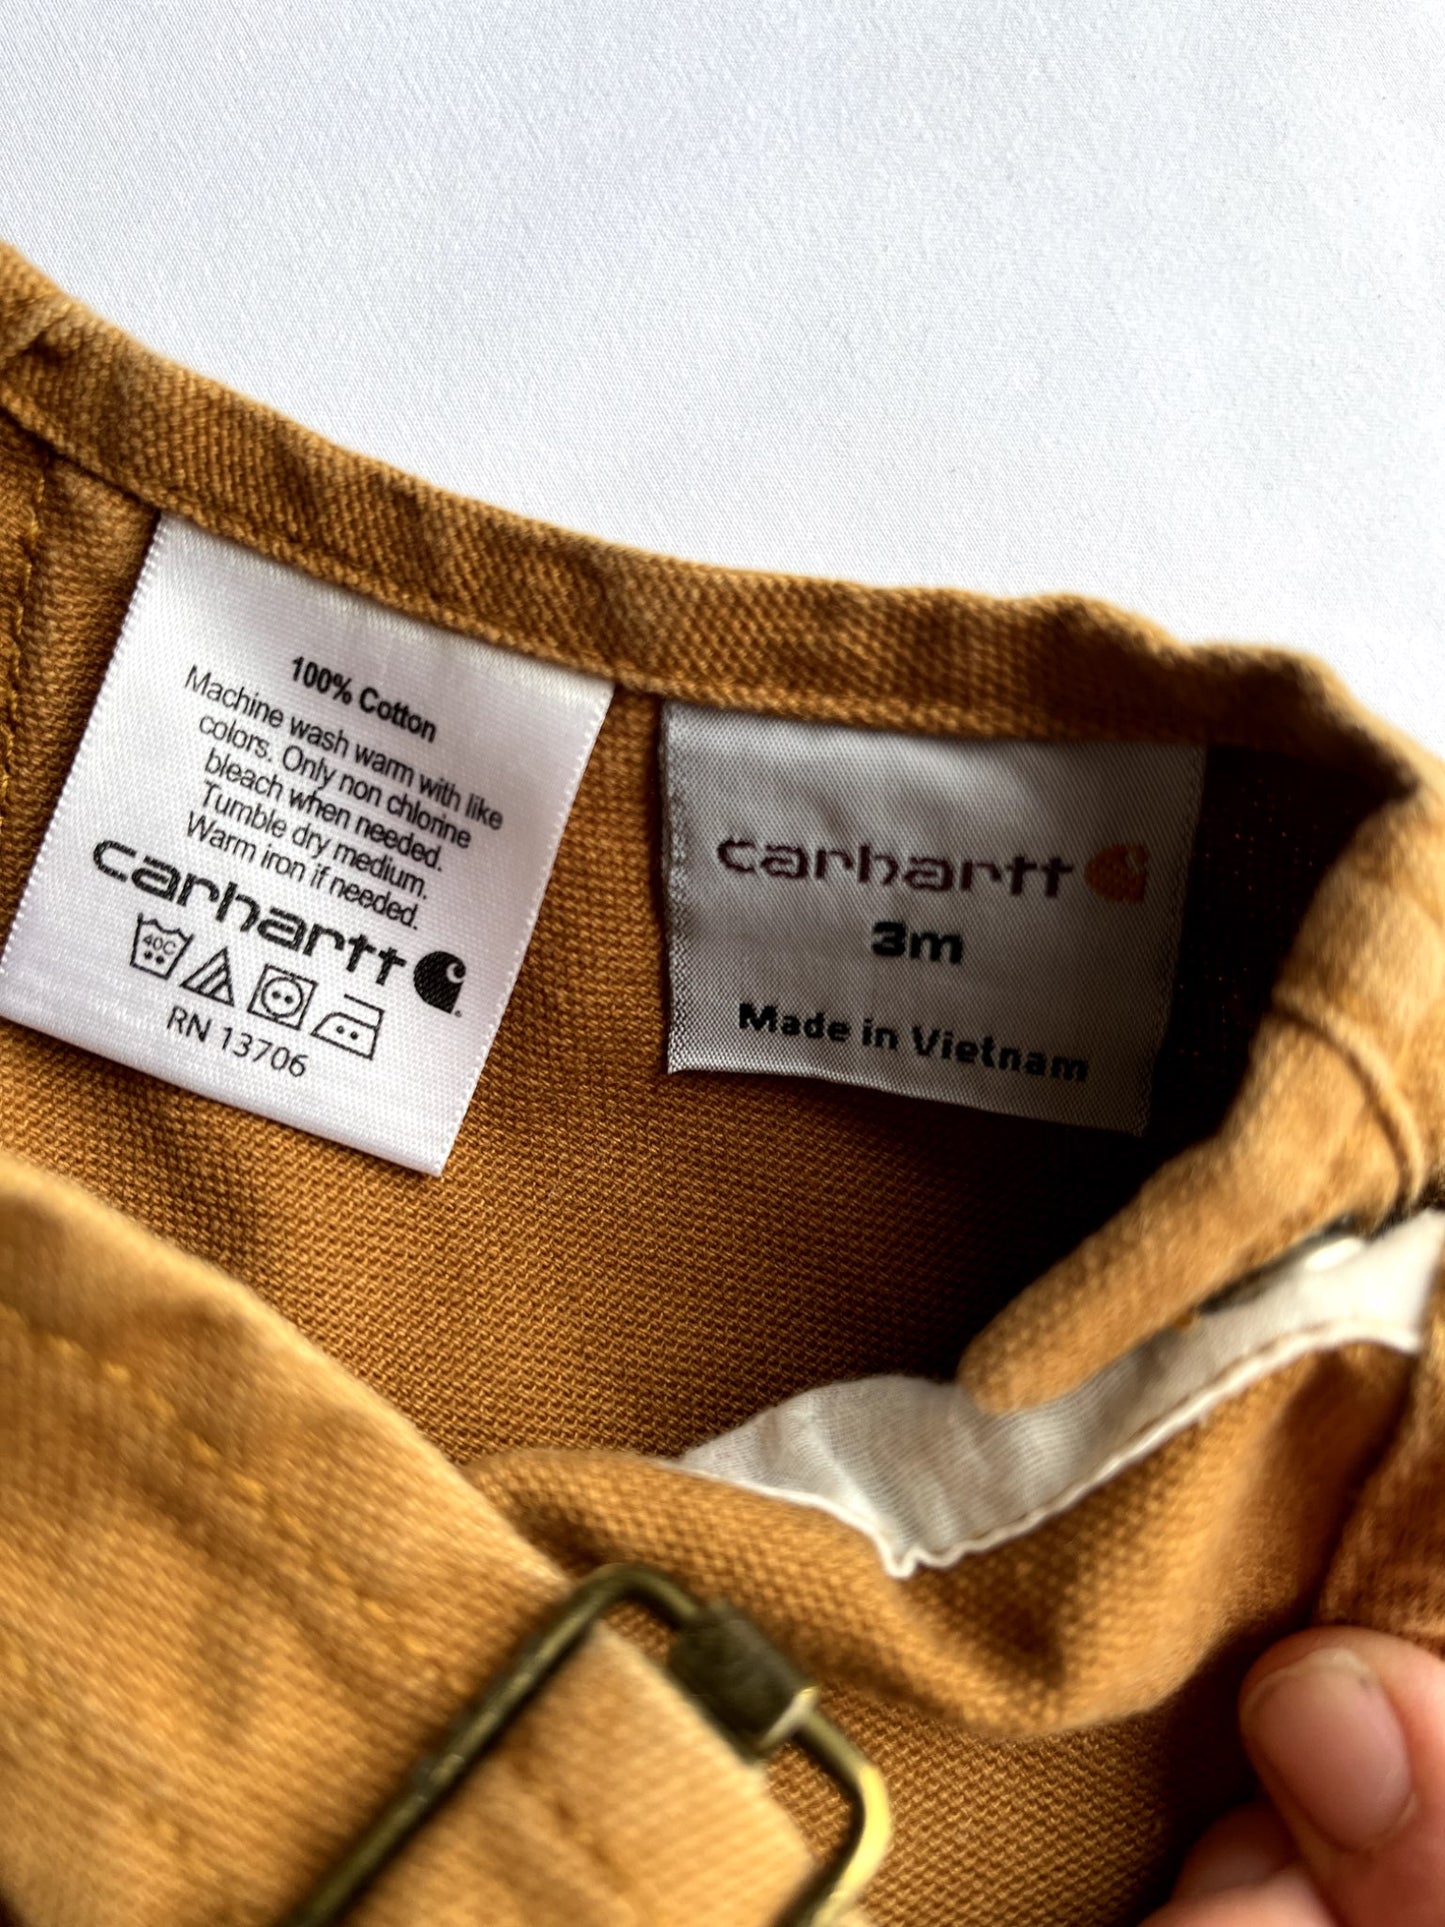 100% Cotton
Machine wash warm with like
colors. Only non chlorine
bleach when needed.
Tumble dry medium.
Warm iron if needed.
carhartt
40C
RN 13706
carhartt
3m
Made in Vietnam